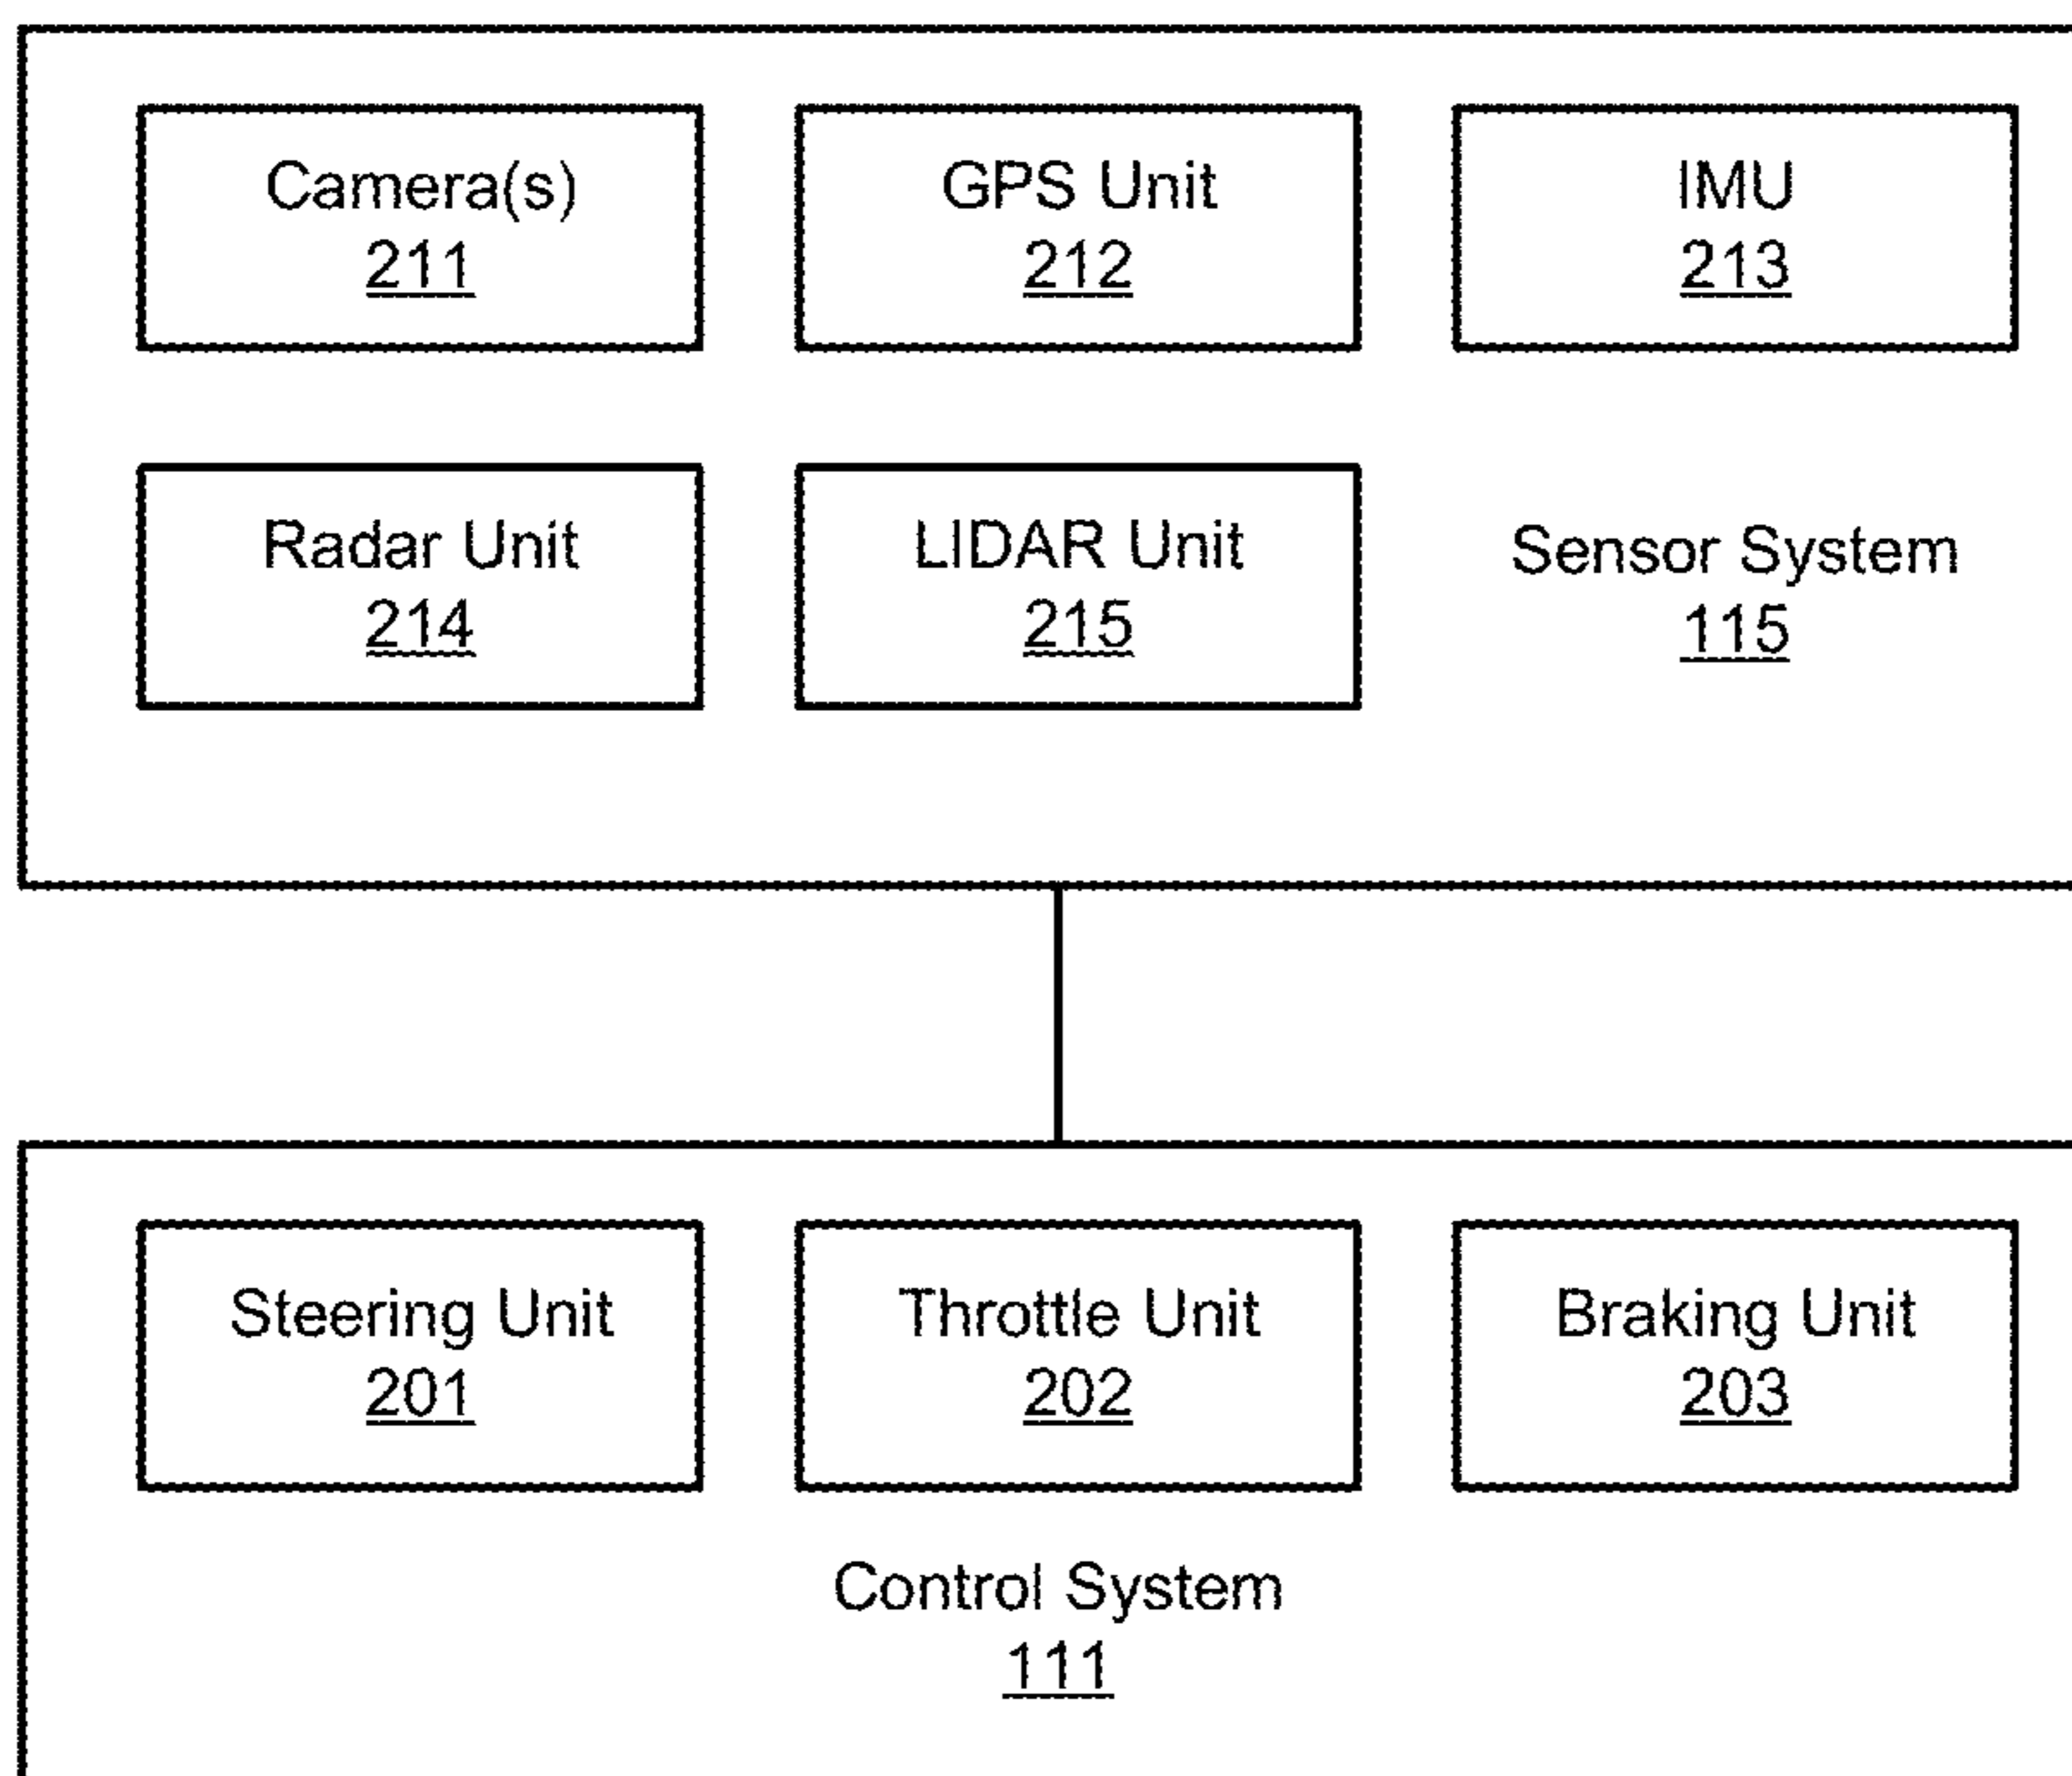 Camera(s)
211
GPS Unit
212
IMU
213
Radar Unit
214
LIDAR Unit
215
Sensor System
115
Steering Unit
201
Throttle Unit
202
Braking Unit
203
Control System
111